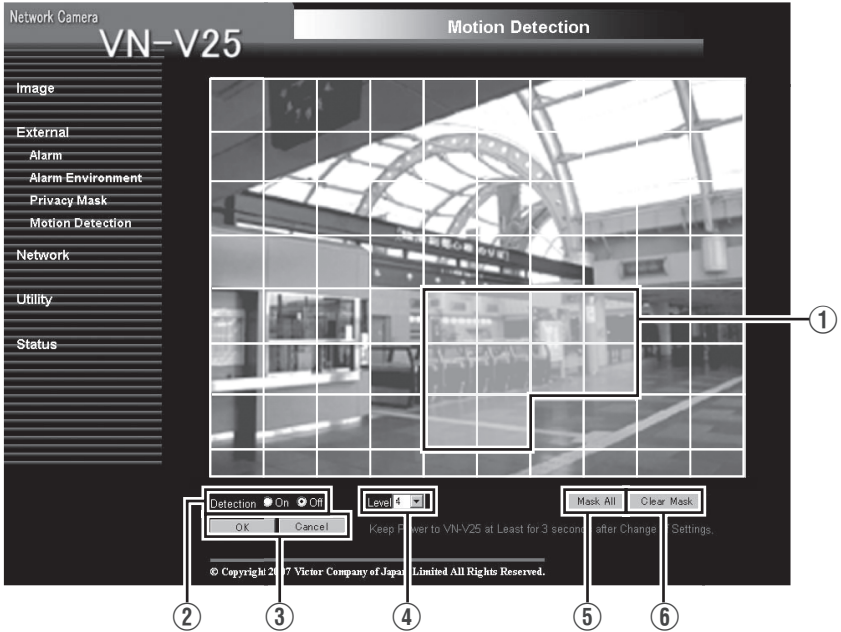 Network Camera
VN-V25
Motion Detection
Image
External
Alarm
Alarm Environment
Privacy Mask
Motion Detection
Network
Utility
Status
①
Detection On Off
Level 4
Mask All Clear Mask
OK Cancel
Keep Power to VN-V25 at Least for 3 seconds after Change of Settings.
© Copyright 2007 Victor Company of Japan, Limited All Rights Reserved.
② ③ ④ ⑤ ⑥